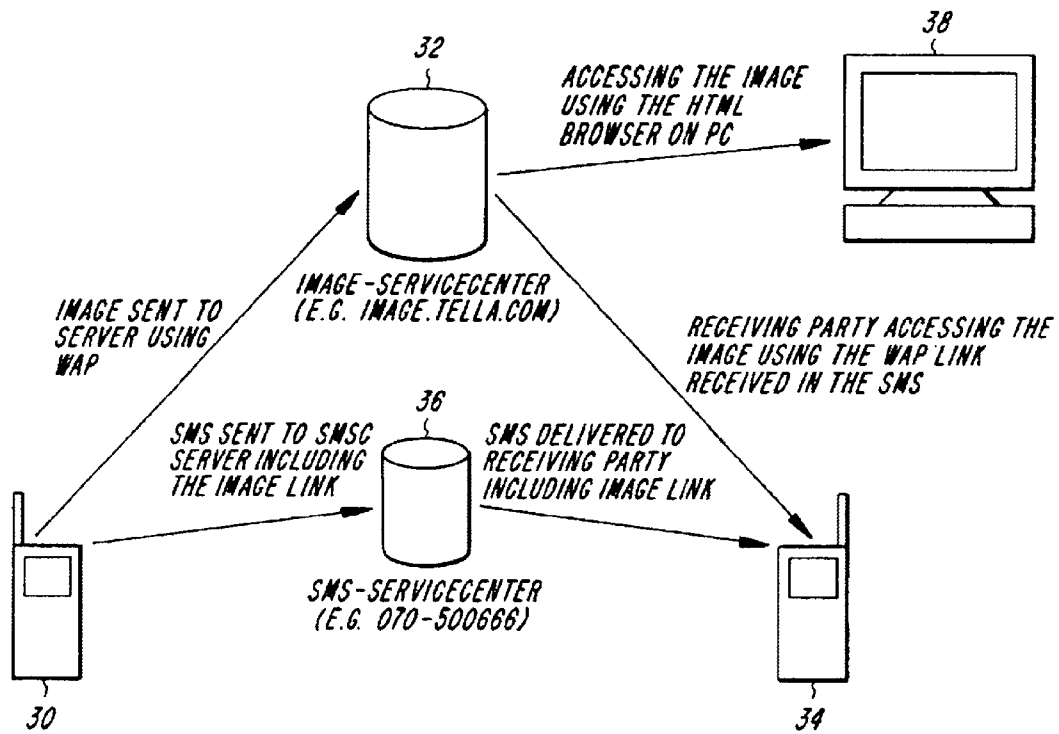 32
38
ACCESSING THE IMAGE
USING THE HTML
BROWSER ON PC
IMAGE-SERVICECENTER
(E.G. IMAGE.TELLA.COM)
IMAGE SENT TO
SERVER USING
WAP
RECEIVING PARTY ACCESSING THE
IMAGE USING THE WAP LINK
RECEIVED IN THE SMS
36
SMS SENT TO SMSC
SERVER INCLUDING
THE IMAGE LINK
SMS DELIVERED TO
RECEIVING PARTY
INCLUDING IMAGE LINK
SMS-SERVICECENTER
(E.G. 070-500666)
30
34